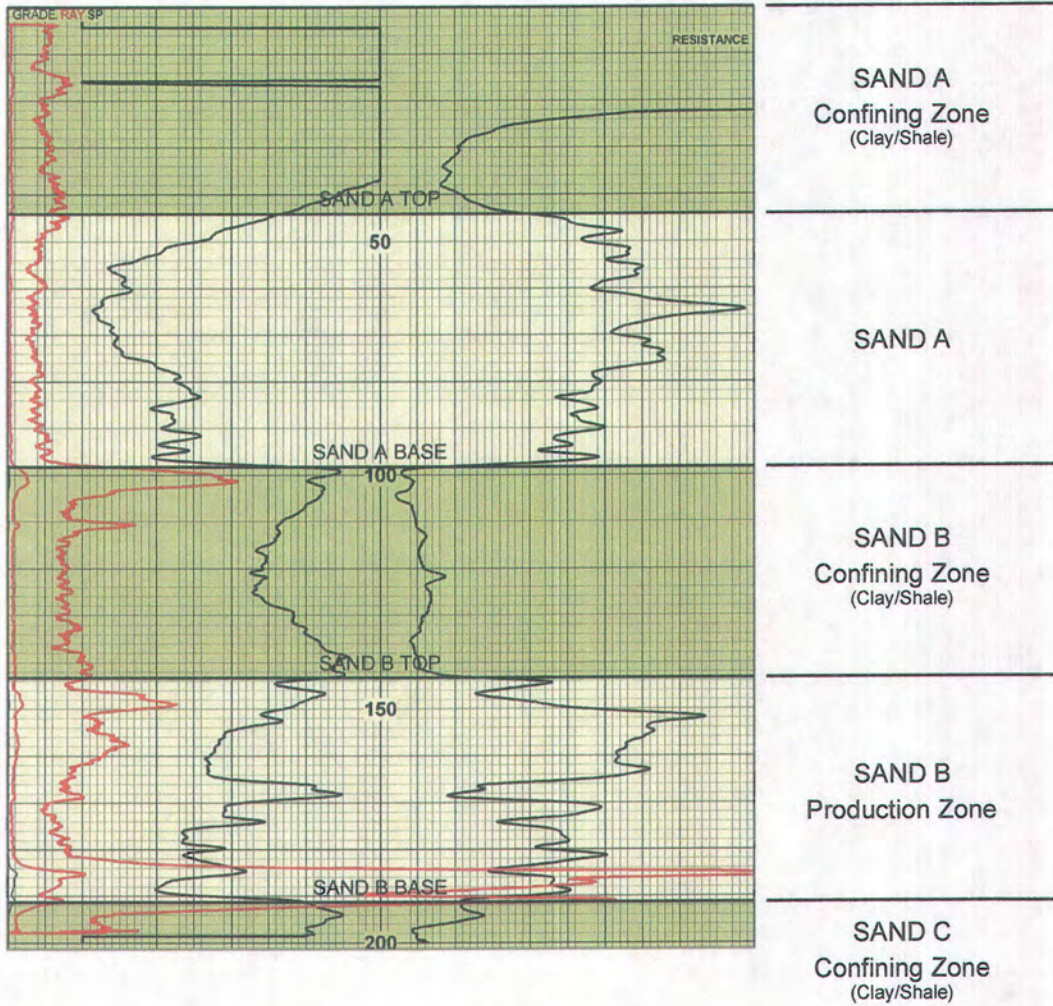 GRADE RAY SP
RESISTANCE
SAND A
Confining Zone
(Clay/Shale)
SAND A TOP
50
SAND A
SAND A BASE
100
SAND B
Confining Zone
(Clay/Shale)
SAND B TOP
150
SAND B
Production Zone
SAND B BASE
200
SAND C
Confining Zone
(Clay/Shale)